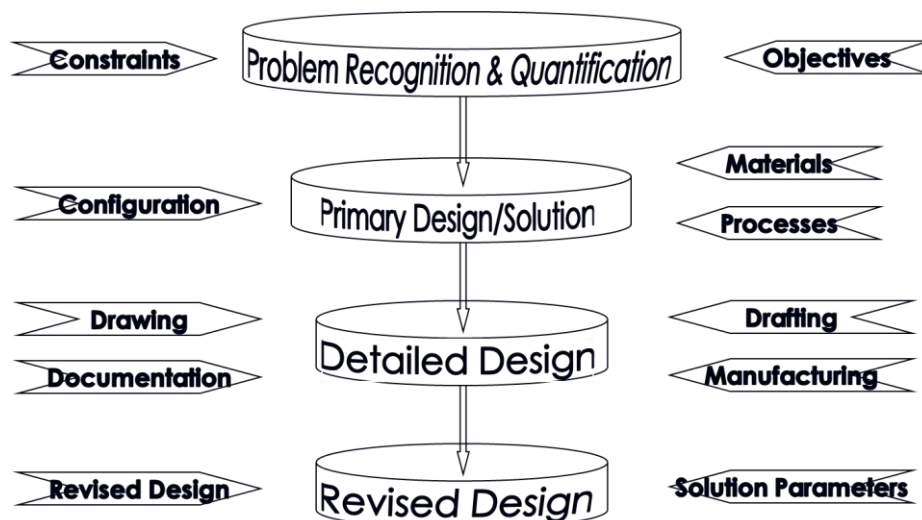 Constraints
Problem Recognition & Quantification
Objectives
Materials
Configuration
Primary Design/Solution
Processes
Drawing
Drafting
Detailed Design
Documentation
Manufacturing
Revised Design
Revised Design
Solution Parameters